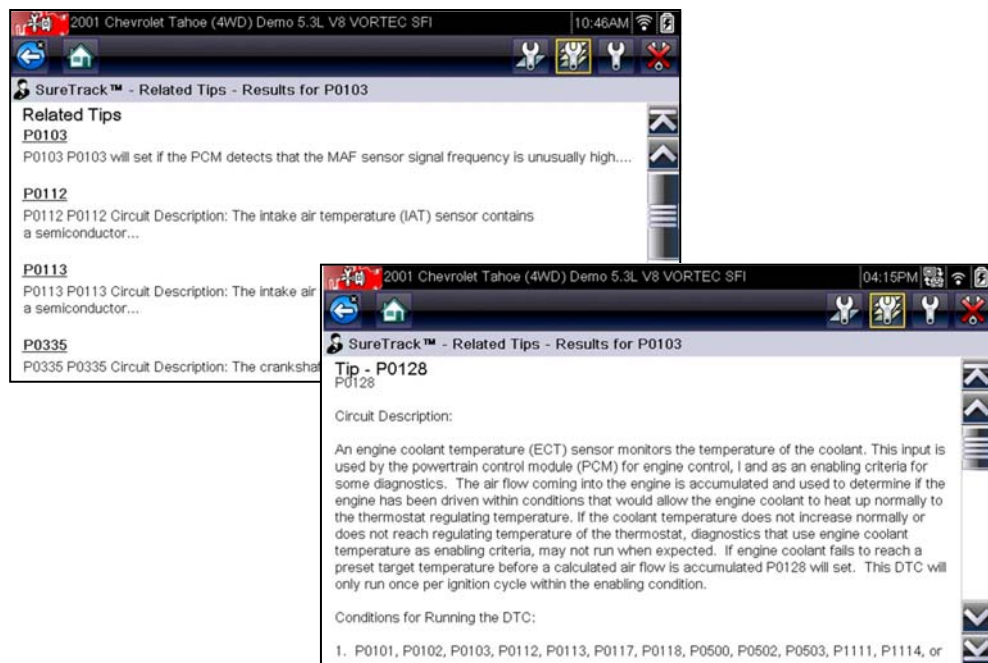 2001 Chevrolet Tahoe (4WD) Demo 5.3L V8 VORTEC SFI 10:46AM
SureTrack™ - Related Tips - Results for P0103
Related Tips
P0103
P0103 P0103 will set if the PCM detects that the MAF sensor signal frequency is unusually high....
P0112
P0112 P0112 Circuit Description: The intake air temperature (IAT) sensor contains
a semiconductor...
P0113
P0113 P0113 Circuit Description: The intake air
a semiconductor...
P0335
P0335 P0335 Circuit Description: The
2001 Chevrolet Tahoe (4WD) Demo 5.3L V8 VORTEC SFI 04:15PM
SureTrack™ - Related Tips - Results for P0103
Tip - P0128
P0128
Circuit Description:
An engine coolant temperature (ECT) sensor monitors the temperature of the coolant. This input is
used by the powertrain control module (PCM) for engine control, I and as an enabling criteria for
some diagnostics. The air flow coming into the engine is accumulated and used to determine if the
engine has been driven within conditions that would allow the engine coolant to heat up normally to
the thermostat regulating temperature. If the coolant temperature does not increase normally or
does not reach regulating temperature of the thermostat, diagnostics that use engine coolant
temperature as enabling criteria, may not run when expected. If engine coolant fails to reach a
preset target temperature before a calculated air flow is accumulated P0128 will set. This DTC will
only run once per ignition cycle within the enabling condition.
Conditions for Running the DTC:
1. P0101, P0102, P0103, P0112, P0113, P0117, P0118, P0500, P0502, P0503, P1111, P1114, or